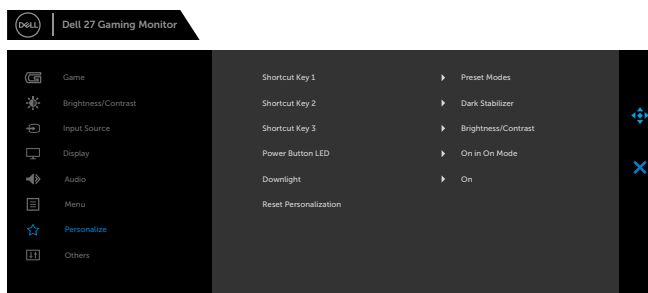 DELL
Dell 27 Gaming Monitor
Game
Shortcut Key 1 Preset Modes
Brightness/Contrast
Shortcut Key 2 Dark Stabilizer
Input Source
Shortcut Key 3 Brightness/Contrast
Display
Power Button LED On in On Mode
Audio
Downlight On
Menu
Reset Personalization
Personalize
Others